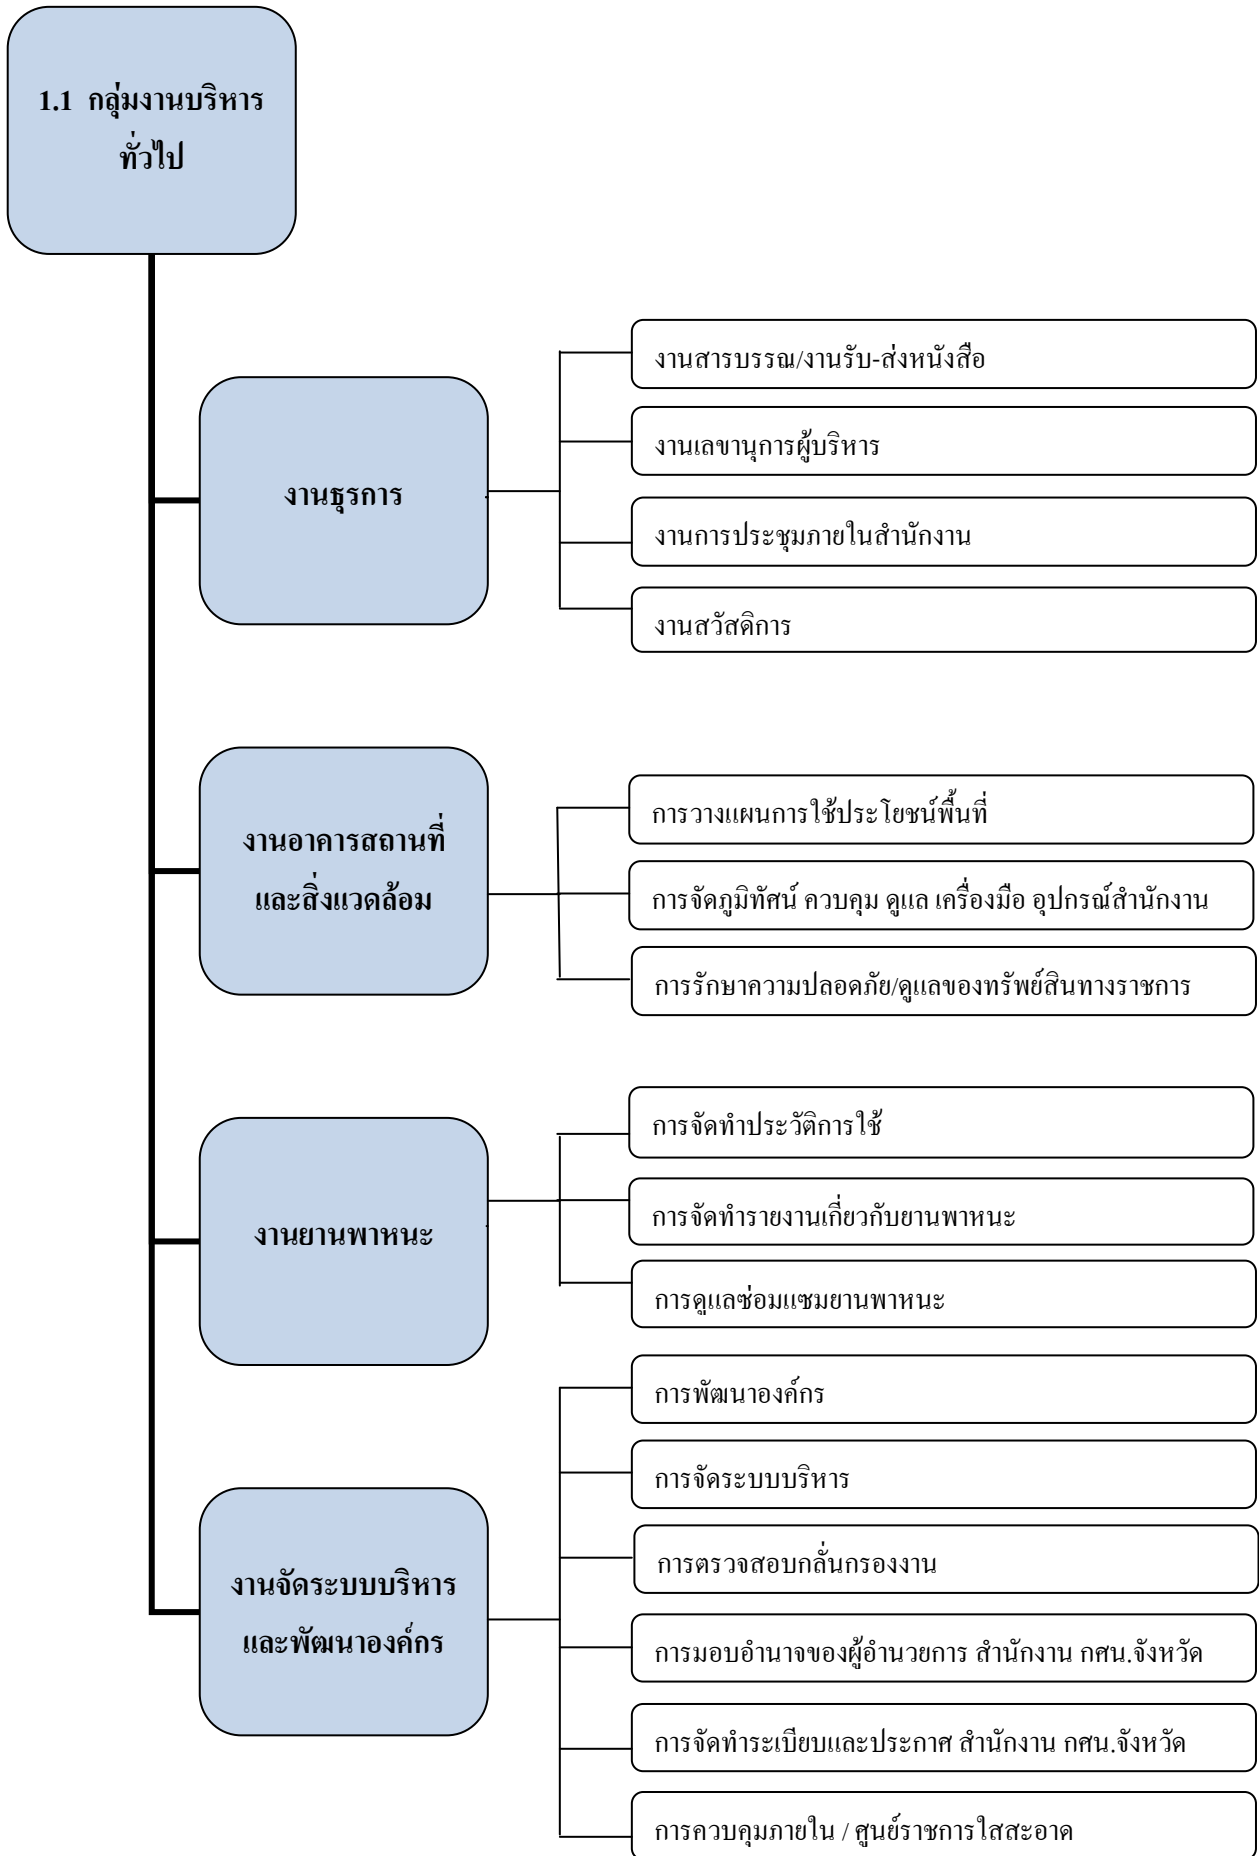 1.1 กลุ่มงานบริหาร
ทั่วไป
งานธุรการ
งานสารบรรณ/งานรับ-ส่งหนังสือ
งานเลขานุการผู้บริหาร
งานการประชุมภายในสำนักงาน
งานสวัสดิการ
งานอาคารสถานที่
และสิ่งแวดล้อม
การวางแผนการใช้ประโยชน์พื้นที่
การจัดภูมิทัศน์ ควบคุม ดูแล เครื่องมือ อุปกรณ์สำนักงาน
การรักษาความปลอดภัย/ดูแลของทรัพย์สินทางราชการ
งานยานพาหนะ
การจัดทำประวัติการใช้
การจัดทำรายงานเกี่ยวกับยานพาหนะ
การดูแลซ่อมแซมยานพาหนะ
งานจัดระบบบริหาร
และพัฒนาองค์กร
การพัฒนาองค์กร
การจัดระบบบริหาร
การตรวจสอบกลั่นกรองงาน
การมอบอำนาจของผู้อำนวยการ สำนักงาน กศน.จังหวัด
การจัดทำระเบียบและประกาศ สำนักงาน กศน.จังหวัด
การควบคุมภายใน / ศูนย์ราชการใสสะอาด